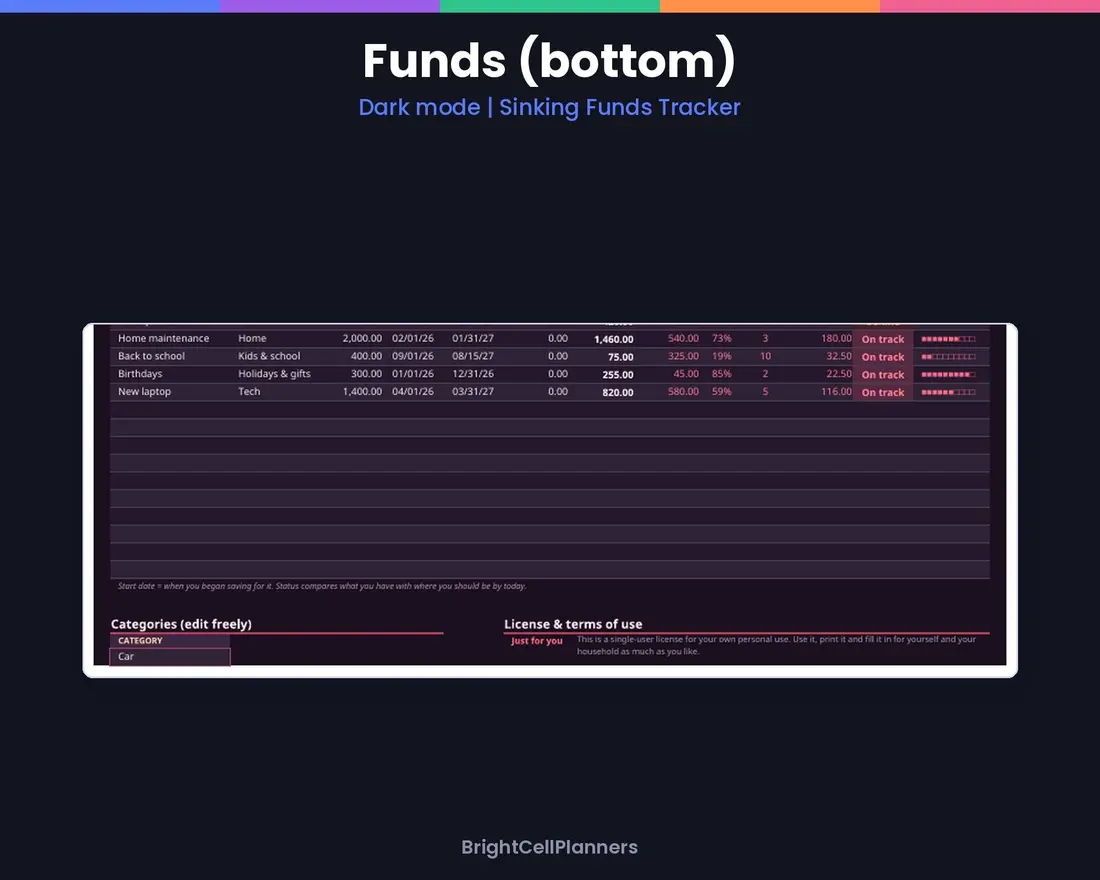 Funds (bottom)
Dark mode | Sinking Funds Tracker
Home maintenance Home 2,000.00 02/01/26 01/31/27 0.00 1,460.00 540.00 73% 3 180.00 On track
Back to school Kids & school 400.00 09/01/26 08/15/27 0.00 75.00 325.00 19% 10 32.50 On track
Birthdays Holidays & gifts 300.00 01/01/26 12/31/26 0.00 255.00 45.00 85% 2 22.50 On track
New laptop Tech 1,400.00 04/01/26 03/31/27 0.00 820.00 580.00 59% 5 116.00 On track
Start date = when you began saving for it. Status compares what you have with where you should be by today.
Categories (edit freely)
CATEGORY
Car
License & terms of use
Just for you This is a single-user license for your own personal use. Use it, print it and fill it in for yourself and your
household as much as you like.
BrightCellPlanners